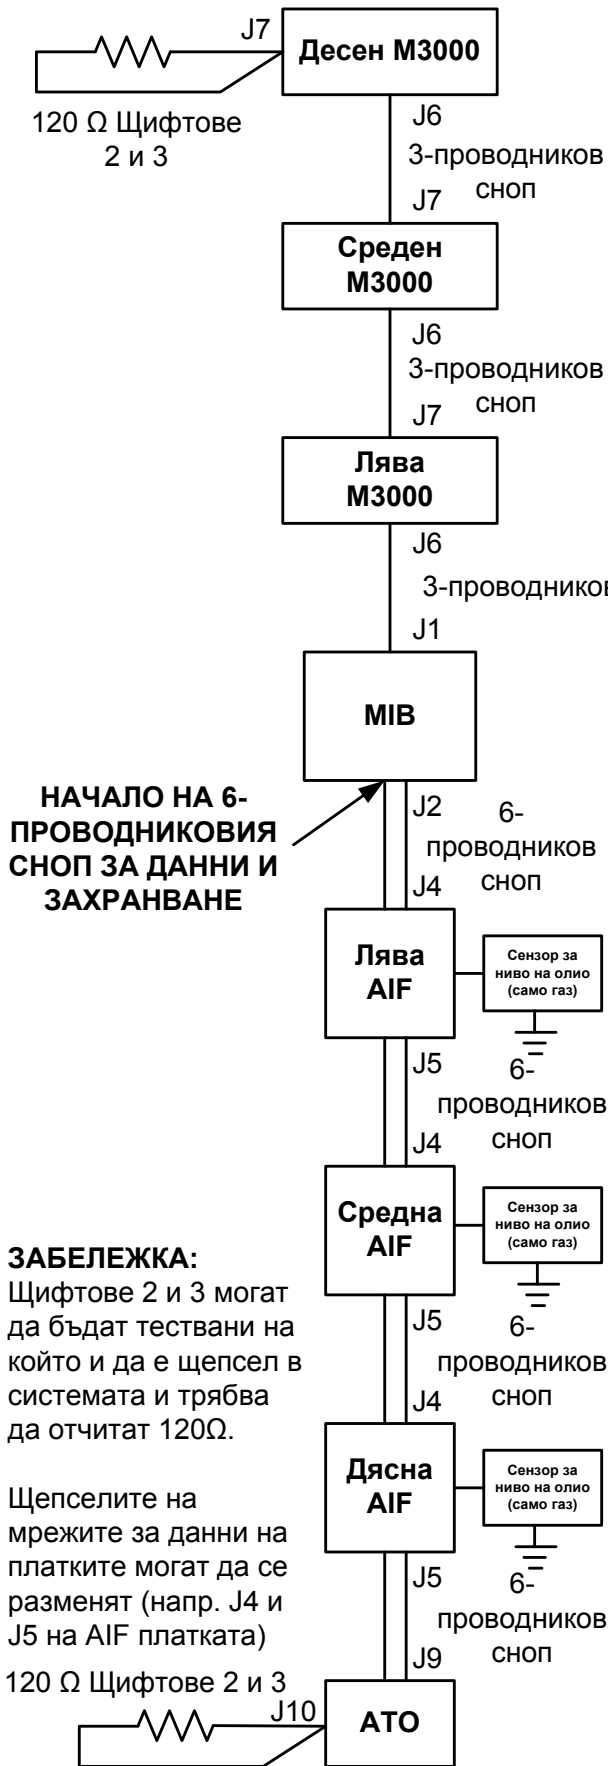 J7
Десен M3000
120 Ω Щифтове
2 и 3
J6
3-проводников
сноп
J7
Среден
M3000
J6
3-проводников
сноп
J7
Лява
M3000
J6
3-проводников
J1
MIB
НАЧАЛО НА 6-
ПРОВОДНИКОВИЯ
СНОП ЗА ДАННИ И
ЗАХРАНВАНЕ
J2
6-
проводников
сноп
J4
Лява
AIF
Сензор за
ниво на олио
(само газ)
J5
6-
проводников
сноп
J4
Средна
AIF
Сензор за
ниво на олио
(само газ)
ЗАБЕЛЕЖКА:
Щифтове 2 и 3 могат
да бъдат тествани на
който и да е щепсел в
системата и трябва
да отчитат 120Ω.
J5
6-
проводников
сноп
J4
Дясна
AIF
Сензор за
ниво на олио
(само газ)
Щепселите на
мрежите за данни на
платките могат да се
разменят (напр. J4 и
J5 на AIF платката)
J5
6-
проводников
сноп
J9
120 Ω Щифтове 2 и 3
J10
ATO